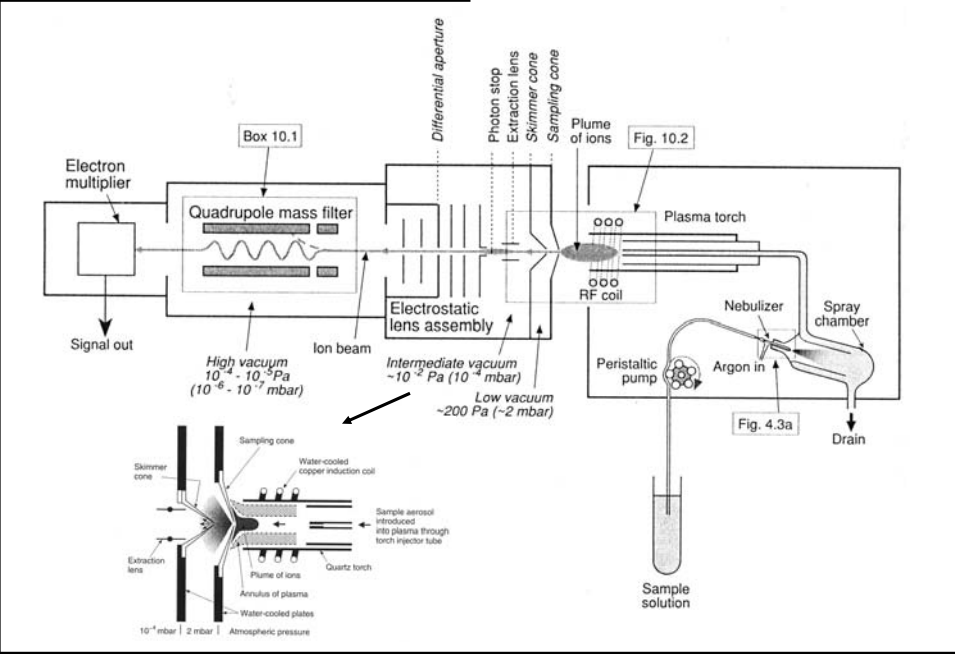 Differential aperture
Photon stop
Extraction lens
Skimmer cone
Sampling cone
Plume
of ions
Box 10.1
Fig. 10.2
Electron
multiplier
Quadrupole mass filter
Plasma torch
RF coil
Electrostatic
lens assembly
Nebulizer
Spray
chamber
Signal out
Ion beam
High vacuum
10⁻⁴ - 10⁻⁵Pa
(10⁻⁶ - 10⁻⁷ mbar)
Intermediate vacuum
~10⁻² Pa (10⁻⁴ mbar)
Low vacuum
~200 Pa (~2 mbar)
Peristaltic
pump
Argon in
Fig. 4.3a
Drain
Sample
solution
Sampling cone
Skimmer
cone
Water-cooled
copper induction coil
Sample aerosol
introduced
into plasma through
torch injector tube
Extraction
lens
Quartz torch
Plume of ions
Annulus of plasma
Water-cooled plates
10⁻⁴ mbar | 2 mbar | Atmospheric pressure